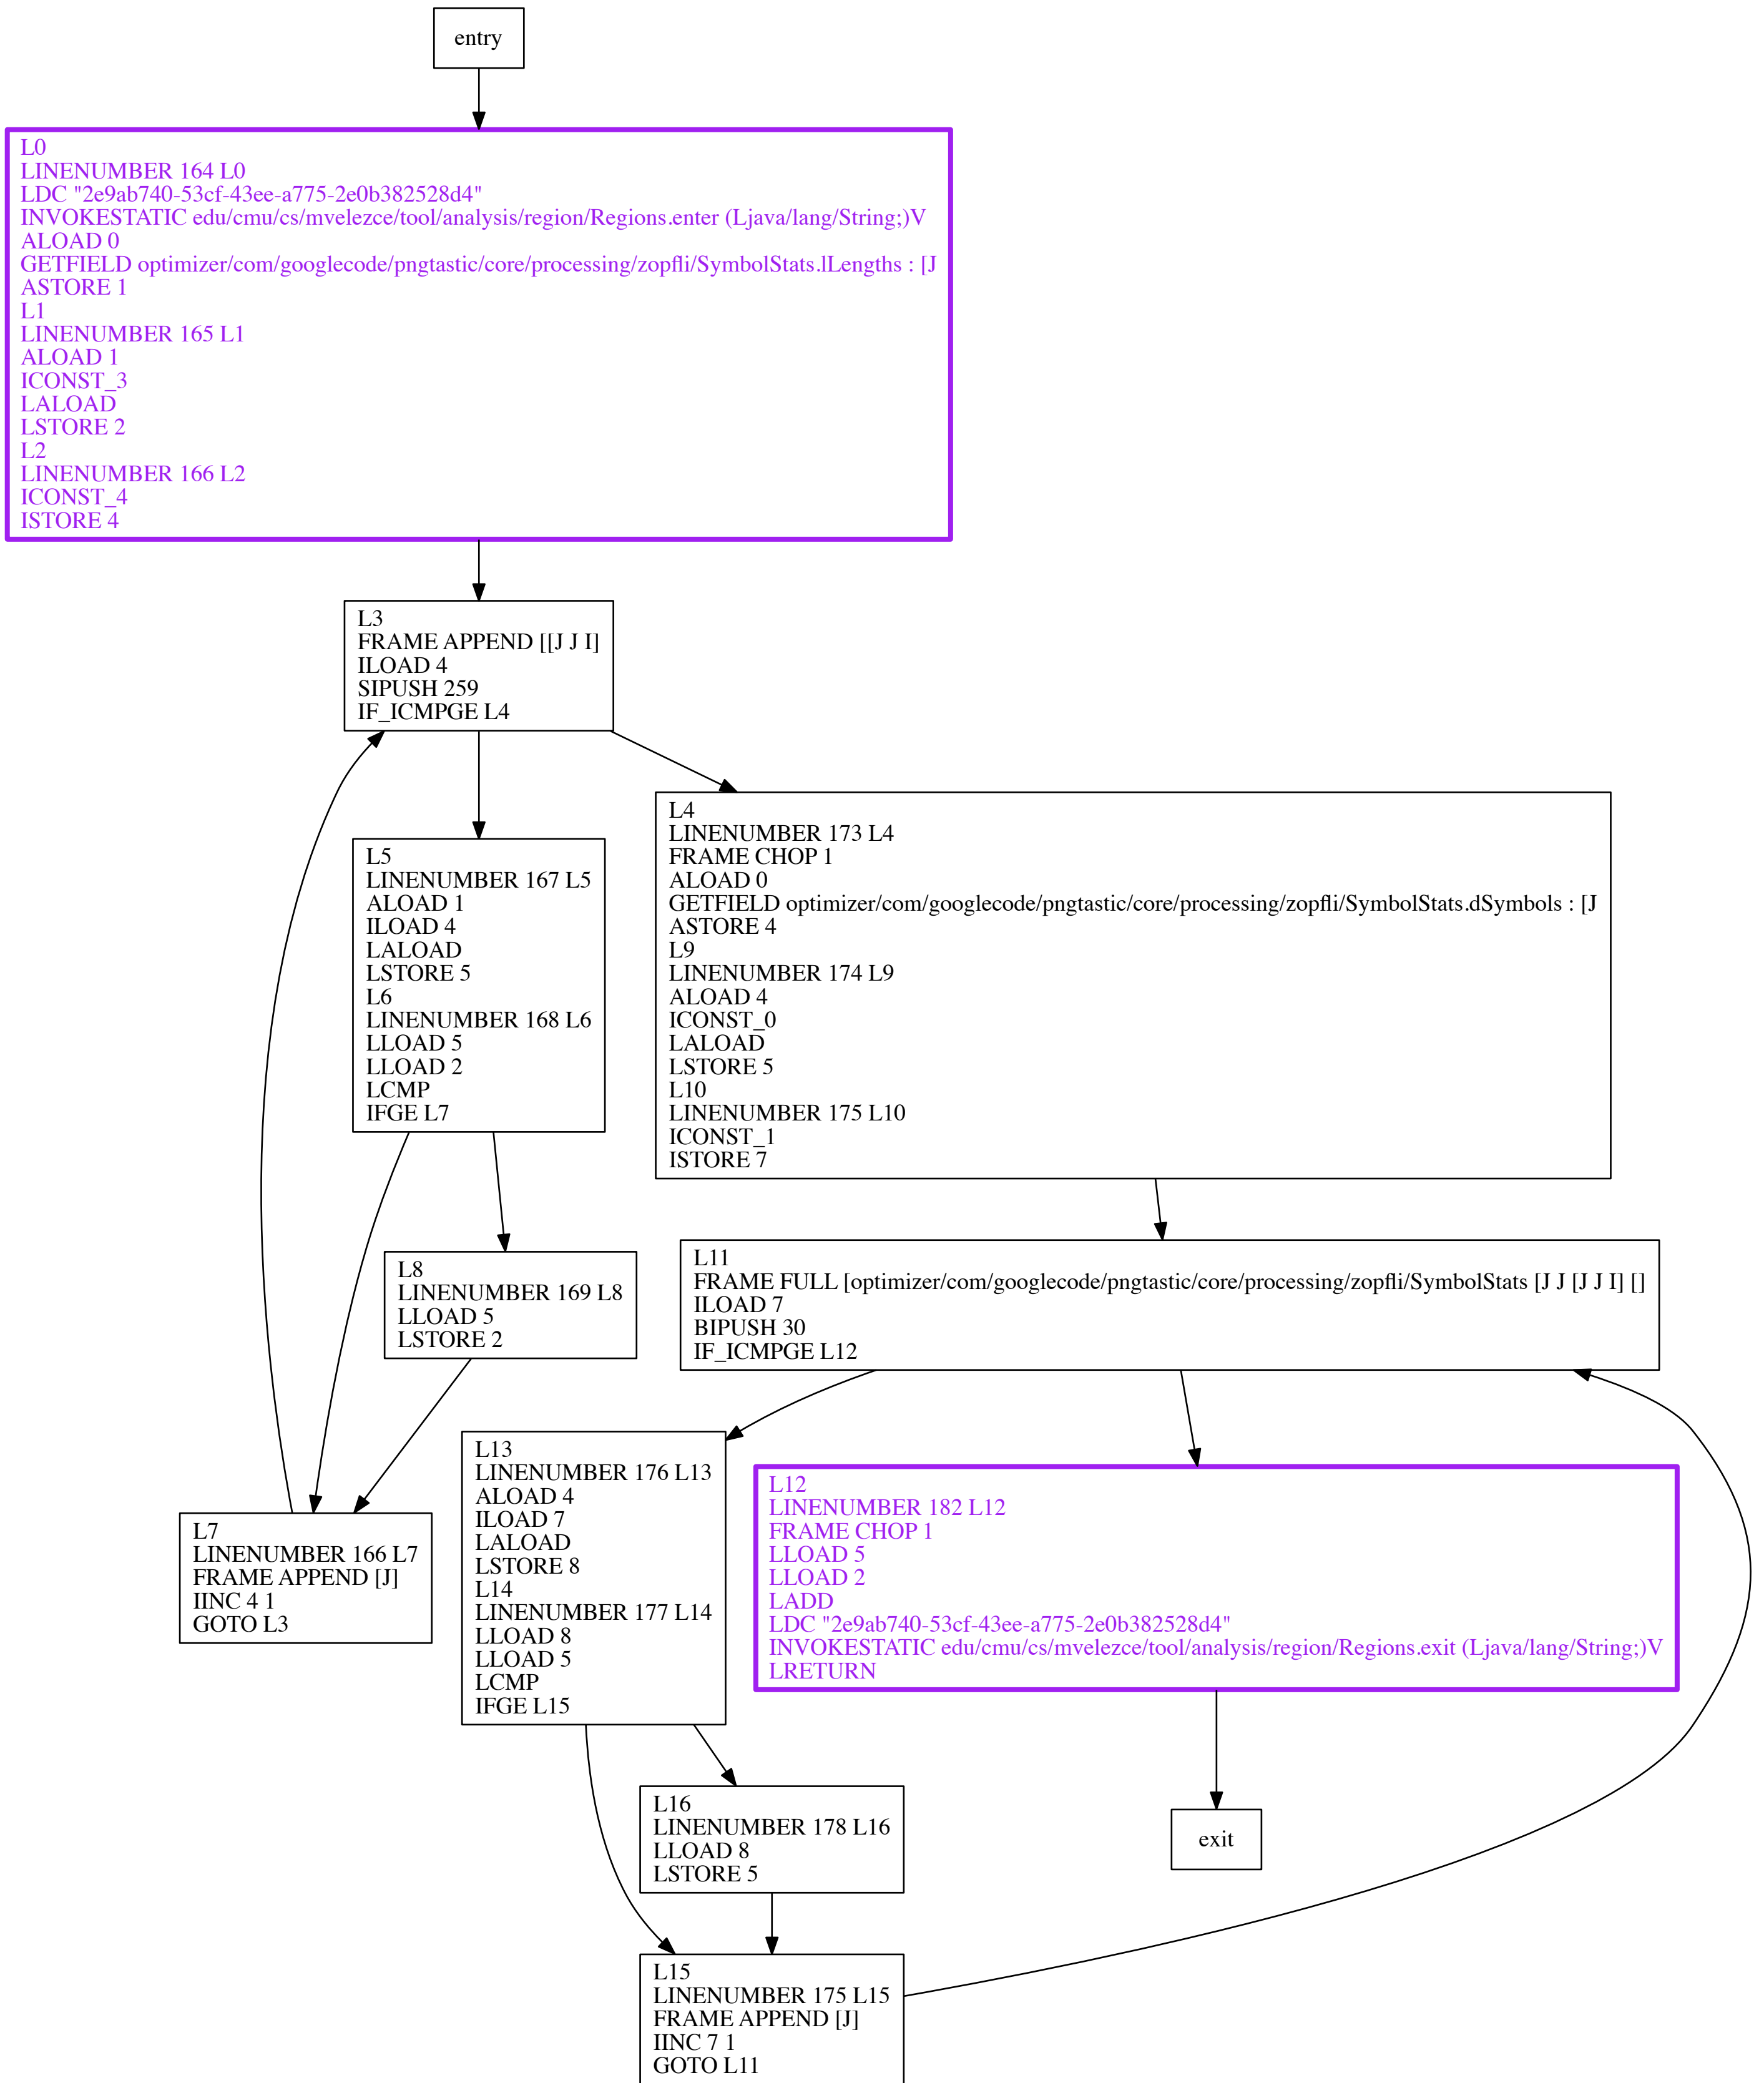 entry
L0
LINENUMBER 164 L0
LDC "2e9ab740-53cf-43ee-a775-2e0b382528d4"
INVOKESTATIC edu/cmu/cs/mvelezce/tool/analysis/region/Regions.enter (Ljava/lang/String;)V
ALOAD 0
GETFIELD optimizer/com/googlecode/pngtastic/core/processing/zopfli/SymbolStats.lLengths : [J
ASTORE 1
L1
LINENUMBER 165 L1
ALOAD 1
ICONST_3
LALOAD
LSTORE 2
L2
LINENUMBER 166 L2
ICONST_4
ISTORE 4
L3
FRAME APPEND [[J J I]
ILOAD 4
SIPUSH 259
IF_ICMPGE L4
L5
LINENUMBER 167 L5
ALOAD 1
ILOAD 4
LALOAD
LSTORE 5
L6
LINENUMBER 168 L6
LLOAD 5
LLOAD 2
LCMP
IFGE L7
L4
LINENUMBER 173 L4
FRAME CHOP 1
ALOAD 0
GETFIELD optimizer/com/googlecode/pngtastic/core/processing/zopfli/SymbolStats.dSymbols : [J
ASTORE 4
L9
LINENUMBER 174 L9
ALOAD 4
ICONST_0
LALOAD
LSTORE 5
L10
LINENUMBER 175 L10
ICONST_1
ISTORE 7
L8
LINENUMBER 169 L8
LLOAD 5
LSTORE 2
L11
FRAME FULL [optimizer/com/googlecode/pngtastic/core/processing/zopfli/SymbolStats [J J [J J I] []
ILOAD 7
BIPUSH 30
IF_ICMPGE L12
L7
LINENUMBER 166 L7
FRAME APPEND [J]
IINC 4 1
GOTO L3
L13
LINENUMBER 176 L13
ALOAD 4
ILOAD 7
LALOAD
LSTORE 8
L14
LINENUMBER 177 L14
LLOAD 8
LLOAD 5
LCMP
IFGE L15
L12
LINENUMBER 182 L12
FRAME CHOP 1
LLOAD 5
LLOAD 2
LADD
LDC "2e9ab740-53cf-43ee-a775-2e0b382528d4"
INVOKESTATIC edu/cmu/cs/mvelezce/tool/analysis/region/Regions.exit (Ljava/lang/String;)V
LRETURN
L16
LINENUMBER 178 L16
LLOAD 8
LSTORE 5
exit
L15
LINENUMBER 175 L15
FRAME APPEND [J]
IINC 7 1
GOTO L11